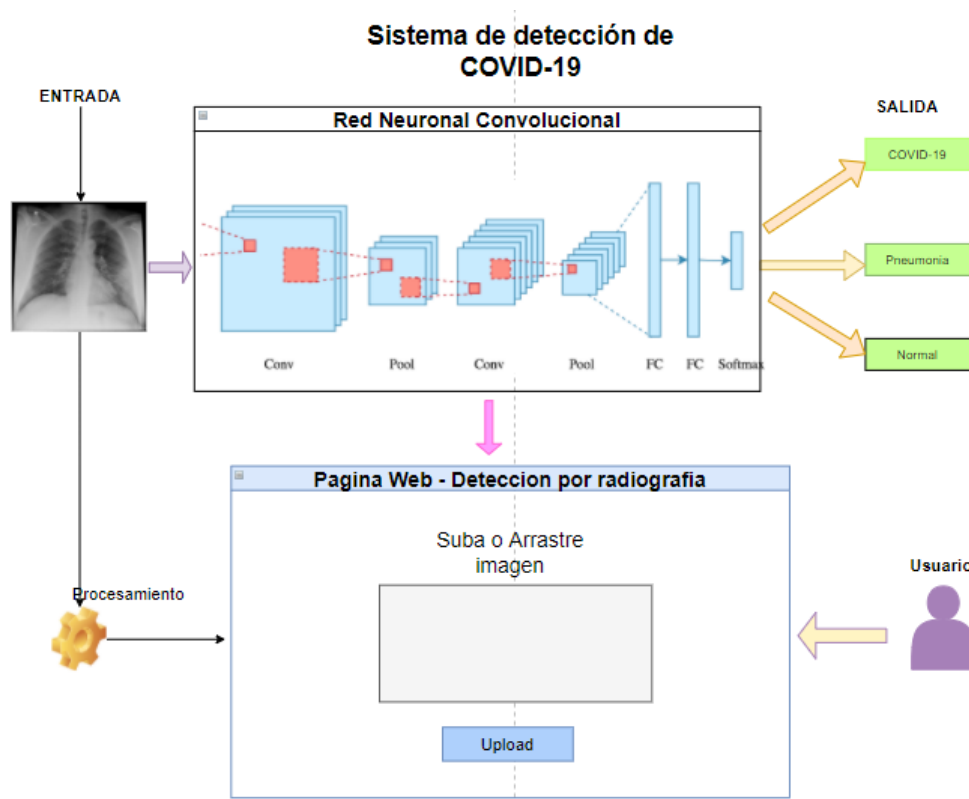 Sistema de detección de
COVID-19
ENTRADA
Red Neuronal Convolucional
SALIDA
COVID-19
Pneumonia
Normal
Conv
Pool
Conv
Pool
FC
FC
Softmax
Pagina Web - Deteccion por radiografia
Suba o Arrastre
imagen
Upload
Procesamiento
Usuario